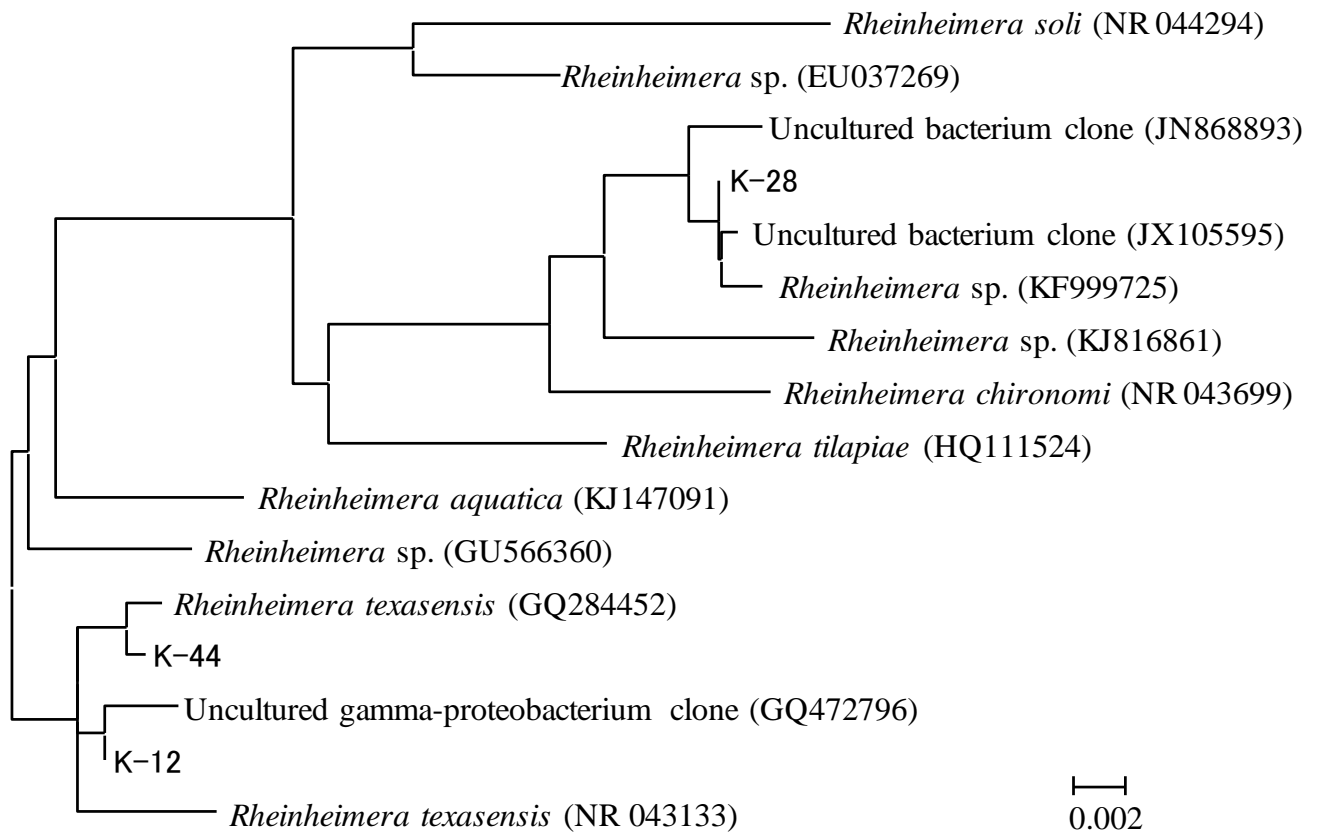 Rheinheimera soli (NR 044294)
Rheinheimera sp. (EU037269)
Uncultured bacterium clone (JN868893)
K-28
Uncultured bacterium clone (JX105595)
Rheinheimera sp. (KF999725)
Rheinheimera sp. (KJ816861)
Rheinheimera chironomi (NR 043699)
Rheinheimera tilapiae (HQ111524)
Rheinheimera aquatica (KJ147091)
Rheinheimera sp. (GU566360)
Rheinheimera texasensis (GQ284452)
K-44
Uncultured gamma-proteobacterium clone (GQ472796)
K-12
Rheinheimera texasensis (NR 043133)
0.002